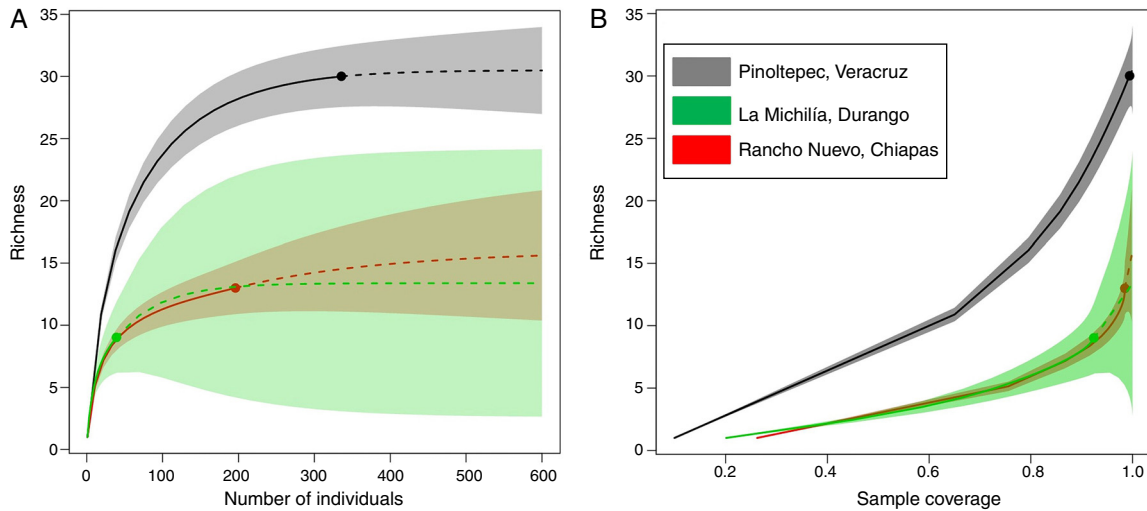 A
35
30
25
20
15
10
5
0
Richness
0 100 200 300 400 500 600
Number of individuals
B
35
30
25
20
15
10
5
0
Richness
Pinoltepec, Veracruz
La Michilía, Durango
Rancho Nuevo, Chiapas
0.2 0.4 0.6 0.8 1.0
Sample coverage